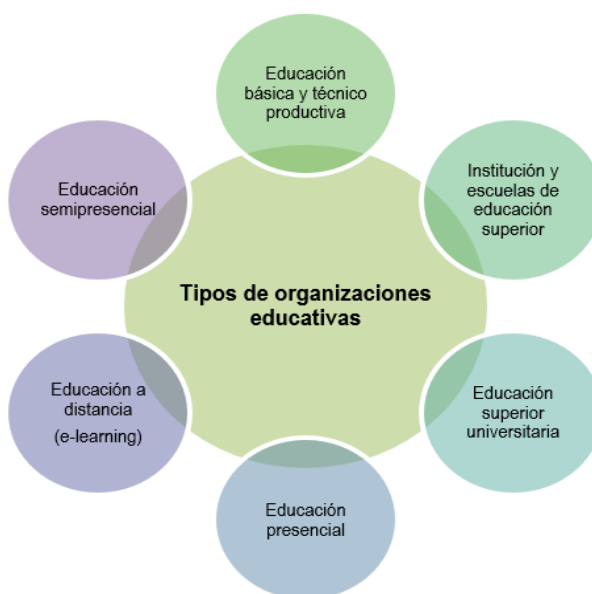 Educación
básica y técnico
productiva
Institución y
escuelas de
educación
superior
Educación
superior
universitaria
Educación
presencial
Educación a
distancia
(e-learning)
Educación
semipresencial
Tipos de organizaciones
educativas